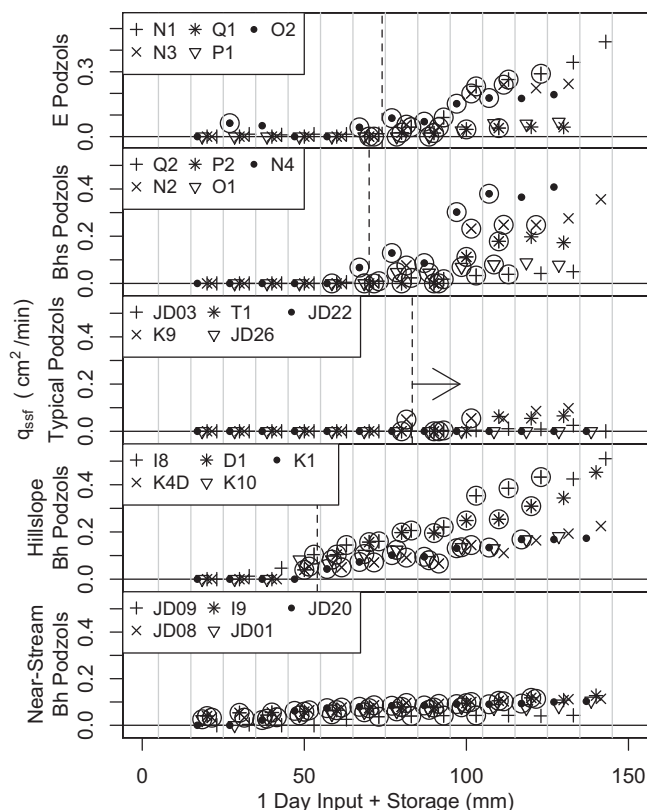 E Podzols
0.0 0.3
+ N1 ✳ Q1 • O2
× N3 ▽ P1
Bhs Podzols
0.0 0.2 0.4
+ Q2 ✳ P2 • N4
× N2 ▽ O1
qssf ( cm² /min)
Typical Podzols
0.0 0.2 0.4
+ JD03 ✳ T1 • JD22
× K9 ▽ JD26
Hillslope
Bh Podzols
0.0 0.2 0.4
+ I8 ✳ D1 • K1
× K4D ▽ K10
Near-Stream
Bh Podzols
0.0 0.2 0.4
+ JD09 ✳ I9 • JD20
× JD08 ▽ JD01
0 50 100 150
1 Day Input + Storage (mm)